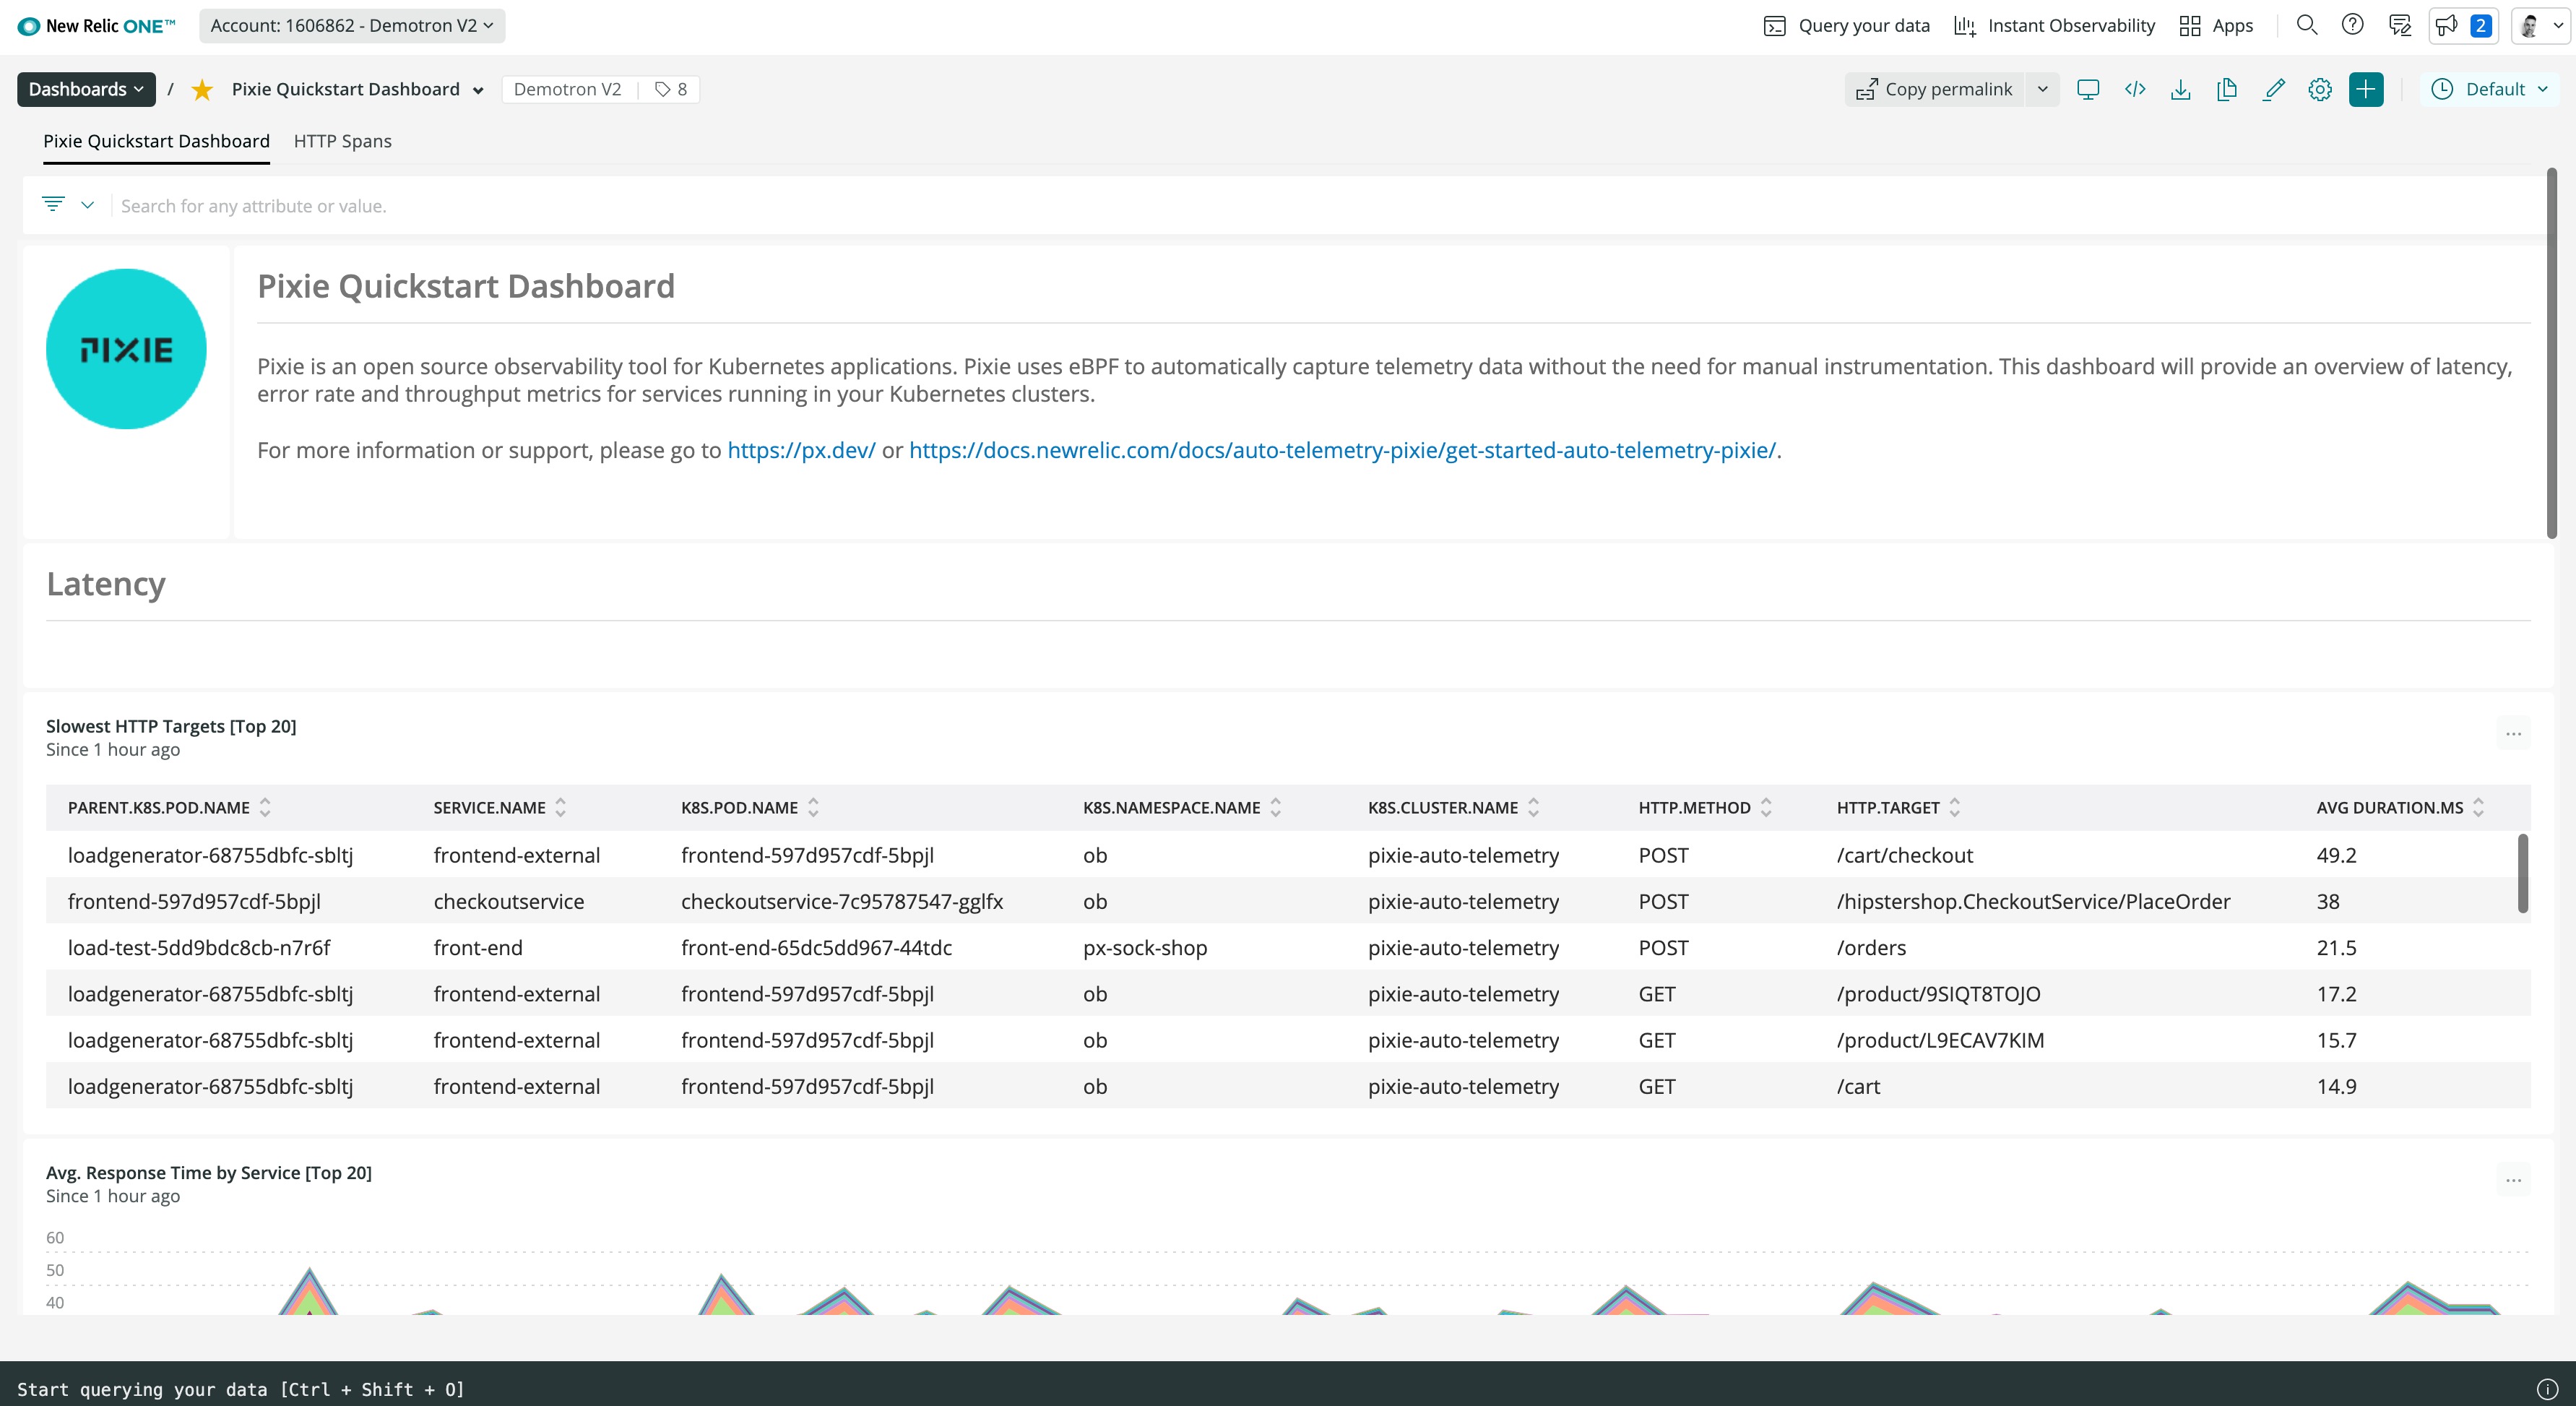 New Relic ONE™ Account: 1606862 - Demotron V2 Query your data Instant Observability Apps 2
Dashboards / Pixie Quickstart Dashboard Demotron V2 8 Copy permalink Default
Pixie Quickstart Dashboard HTTP Spans
Search for any attribute or value.
PIXIE
Pixie Quickstart Dashboard
Pixie is an open source observability tool for Kubernetes applications. Pixie uses eBPF to automatically capture telemetry data without the need for manual instrumentation. This dashboard will provide an overview of latency,
error rate and throughput metrics for services running in your Kubernetes clusters.
For more information or support, please go to https://px.dev/ or https://docs.newrelic.com/docs/auto-telemetry-pixie/get-started-auto-telemetry-pixie/.
Latency
Slowest HTTP Targets [Top 20]
Since 1 hour ago
PARENT.K8S.POD.NAME SERVICE.NAME K8S.POD.NAME K8S.NAMESPACE.NAME K8S.CLUSTER.NAME HTTP.METHOD HTTP.TARGET AVG DURATION.MS
loadgenerator-68755dbfc-sbltj frontend-external frontend-597d957cdf-5bpjl ob pixie-auto-telemetry POST /cart/checkout 49.2
frontend-597d957cdf-5bpjl checkoutservice checkoutservice-7c95787547-gglfx ob pixie-auto-telemetry POST /hipstershop.CheckoutService/PlaceOrder 38
load-test-5dd9bdc8cb-n7r6f front-end front-end-65dc5dd967-44tdc px-sock-shop pixie-auto-telemetry POST /orders 21.5
loadgenerator-68755dbfc-sbltj frontend-external frontend-597d957cdf-5bpjl ob pixie-auto-telemetry GET /product/9SIQT8TOJO 17.2
loadgenerator-68755dbfc-sbltj frontend-external frontend-597d957cdf-5bpjl ob pixie-auto-telemetry GET /product/L9ECAV7KIM 15.7
loadgenerator-68755dbfc-sbltj frontend-external frontend-597d957cdf-5bpjl ob pixie-auto-telemetry GET /cart 14.9
Avg. Response Time by Service [Top 20]
Since 1 hour ago
60
50
40
Start querying your data [Ctrl + Shift + O]